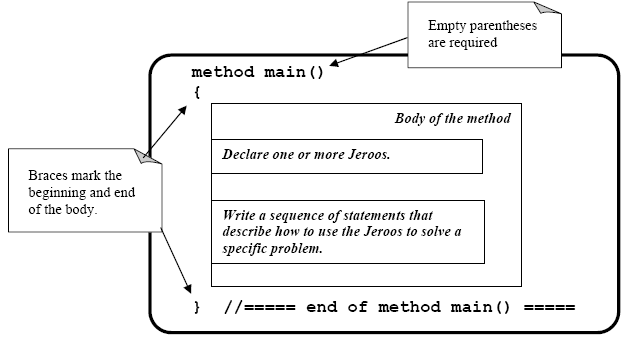 Empty parentheses
are required
method main()
{
Body of the method
Declare one or more Jeroos.
Braces mark the
beginning and end
of the body.
Write a sequence of statements that
describe how to use the Jeroos to solve a
specific problem.
} //===== end of method main() =====